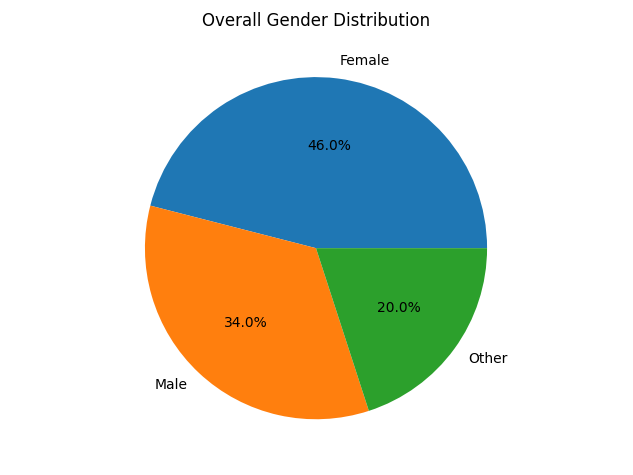 Overall Gender Distribution
Female
46.0%
34.0%
20.0%
Male
Other